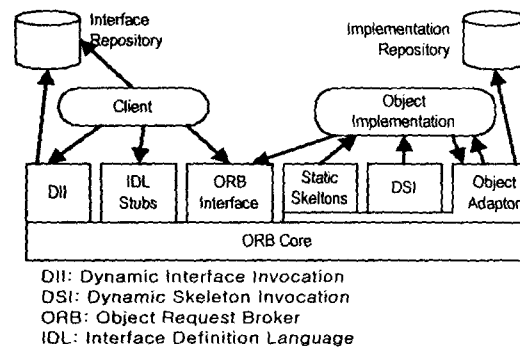 Interface
Repository
Implementation
Repository
Client
Object
Implementation
DII
IDL
Stubs
ORB
Interface
Static
Skeltons
DSI
Object
Adaptor
ORB Core
DII: Dynamic Interface Invocation
DSI: Dynamic Skeleton Invocation
ORB: Object Request Broker
IDL: Interface Definition Language